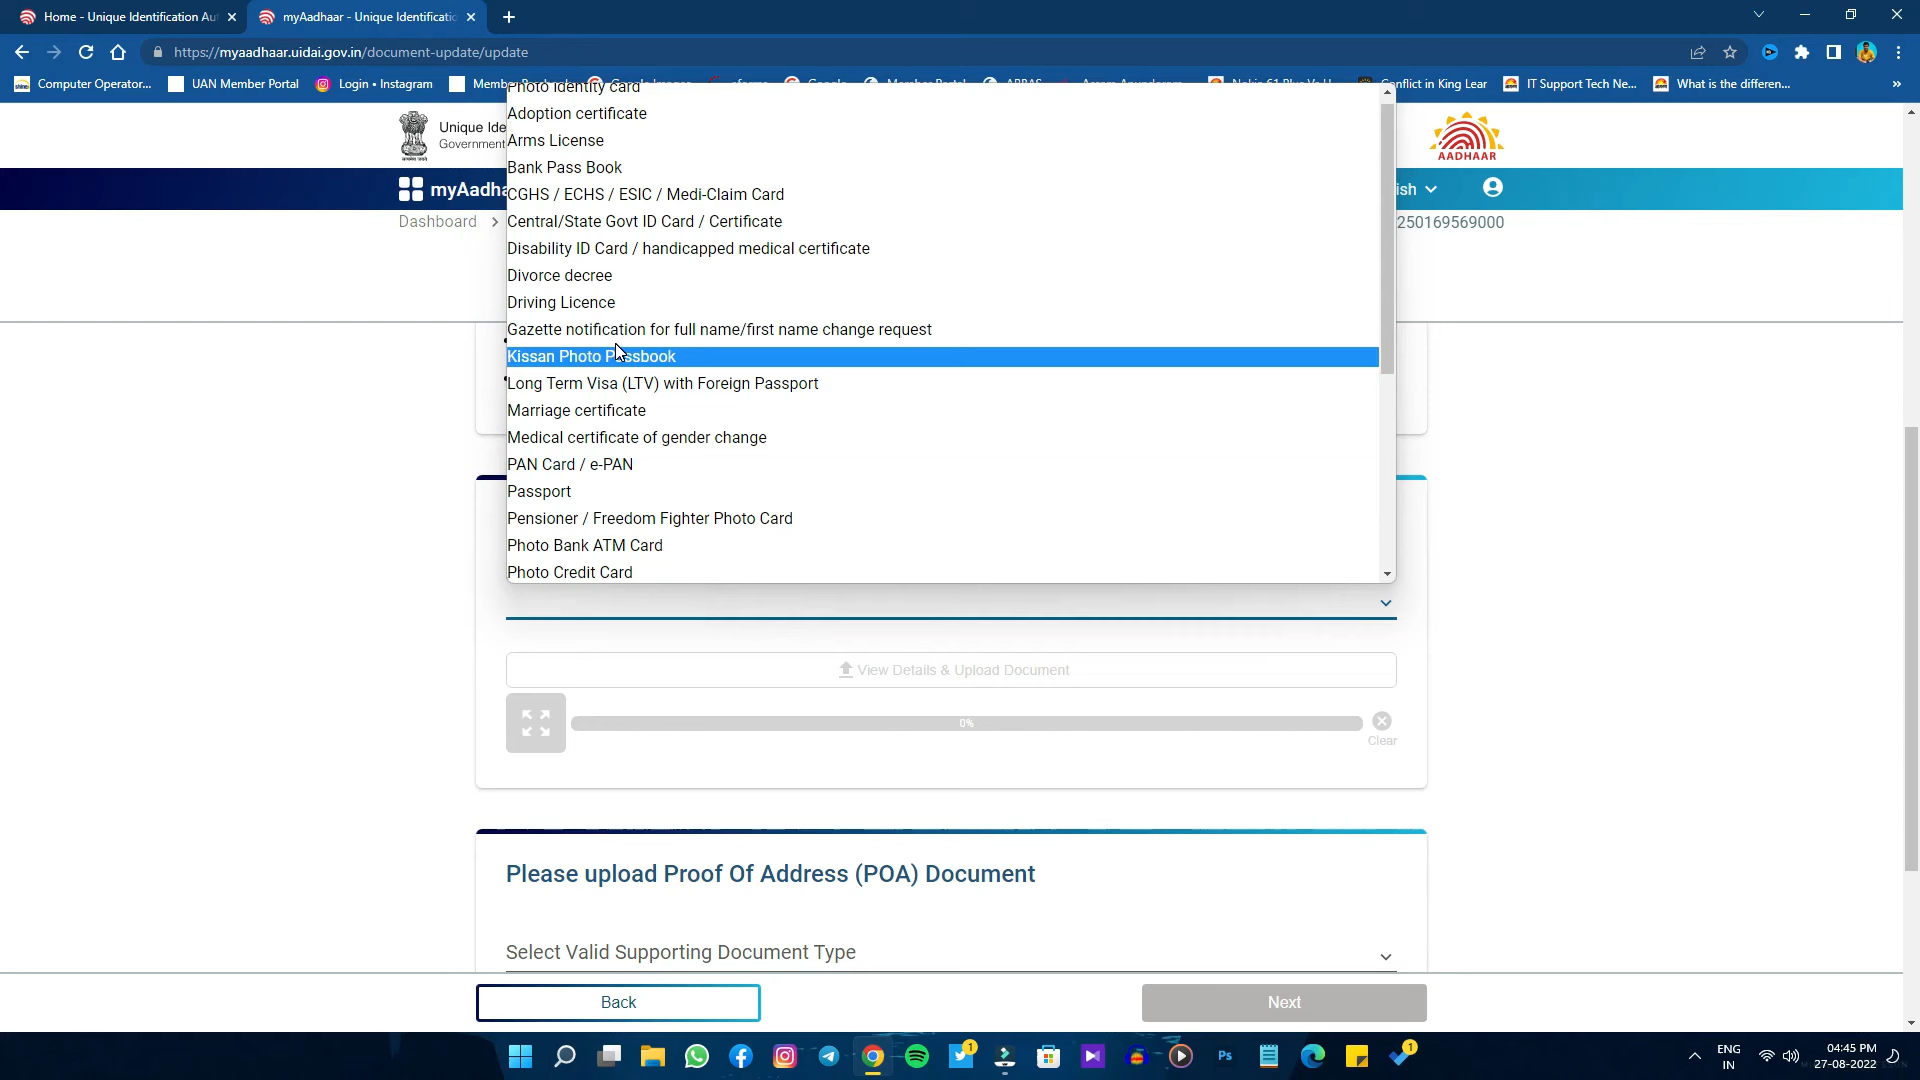 Home - Unique Identification Au
myAadhaar - Unique Identificatio
https://myaadhaar.uidai.gov.in/document-update/update
Computer Operator...
UAN Member Portal
Login • Instagram
Conflict in King Lear
IT Support Tech Ne...
What is the differen...
Unique Ide
Government
AADHAAR
myAadha
ish
Dashboard
250169569000
Photo identity card
Adoption certificate
Arms License
Bank Pass Book
CGHS / ECHS / ESIC / Medi-Claim Card
Central/State Govt ID Card / Certificate
Disability ID Card / handicapped medical certificate
Divorce decree
Driving Licence
Gazette notification for full name/first name change request
Kissan Photo Passbook
Long Term Visa (LTV) with Foreign Passport
Marriage certificate
Medical certificate of gender change
PAN Card / e-PAN
Passport
Pensioner / Freedom Fighter Photo Card
Photo Bank ATM Card
Photo Credit Card
View Details & Upload Document
0%
Clear
Please upload Proof Of Address (POA) Document
Select Valid Supporting Document Type
Back
Next
1
Ps
1
ENG
IN
04:45 PM
27-08-2022